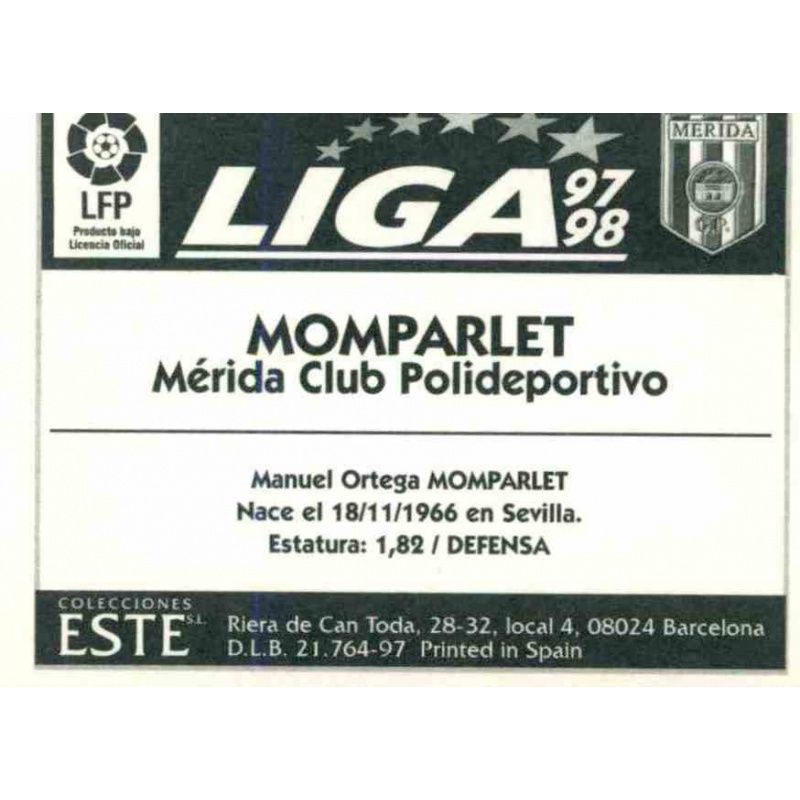 LFP
Producto bajo
Licencia Oficial
LIGA 97 98
MERIDA
MOMPARLET
Mérida Club Polideportivo
Manuel Ortega MOMPARLET
Nace el 18/11/1966 en Sevilla.
Estatura: 1,82 / DEFENSA
COLECCIONES
ESTE S.L.
Riera de Can Toda, 28-32, local 4, 08024 Barcelona
D.L.B. 21.764-97 Printed in Spain